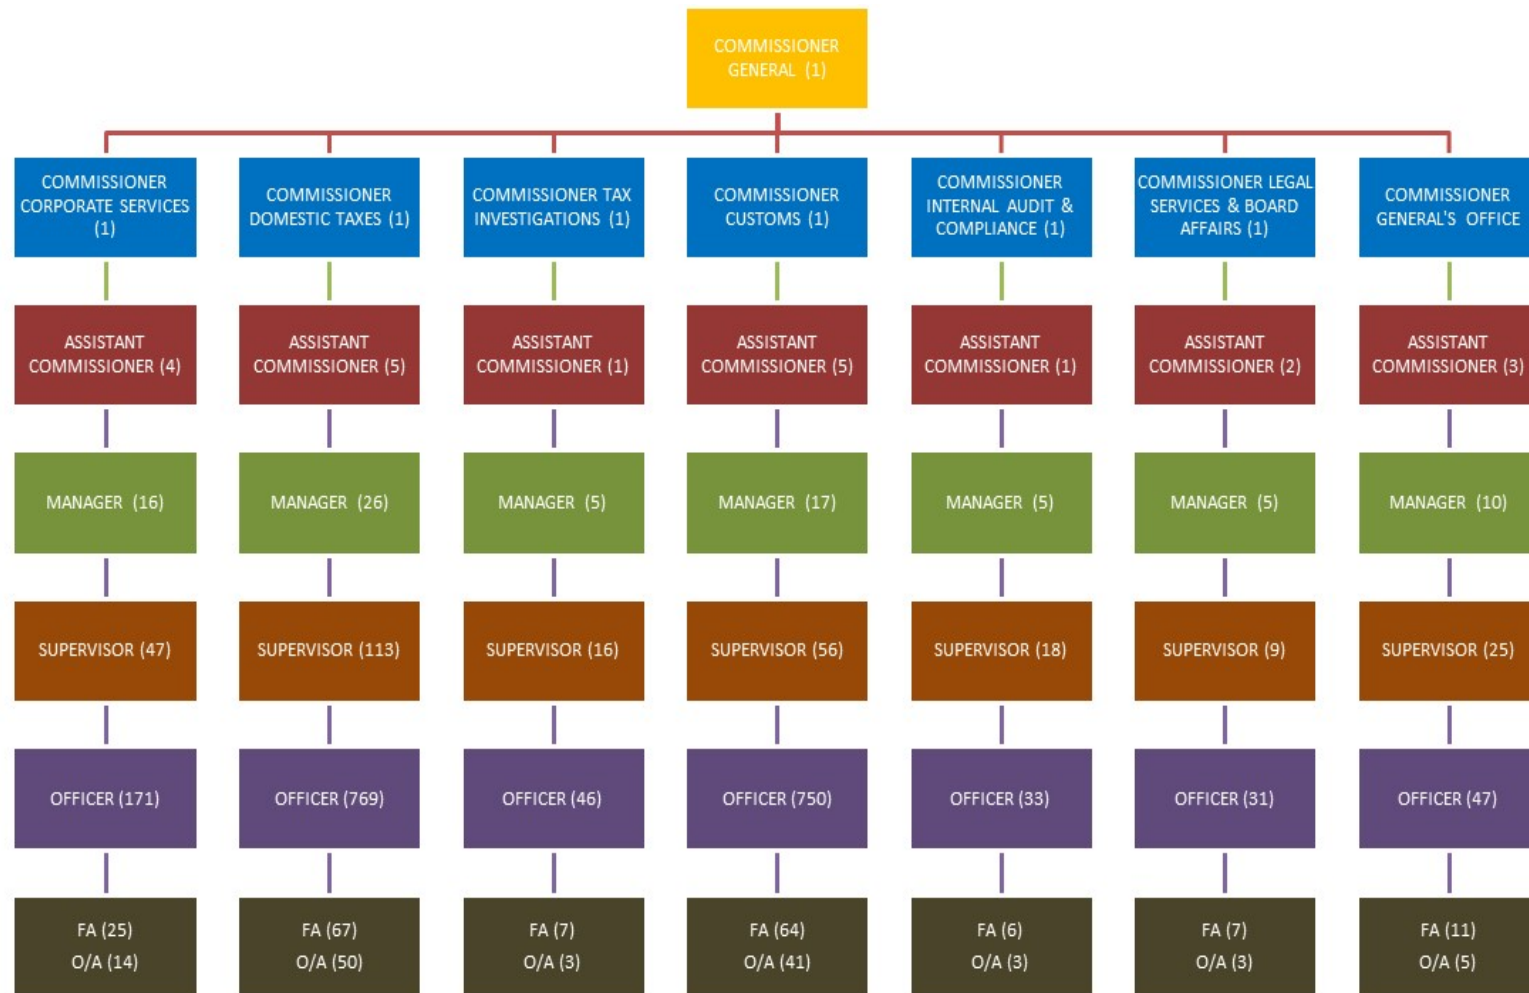 COMMISSIONER
GENERAL (1)
COMMISSIONER
CORPORATE SERVICES
(1)
COMMISSIONER
DOMESTIC TAXES (1)
COMMISSIONER TAX
INVESTIGATIONS (1)
COMMISSIONER
CUSTOMS (1)
COMMISSIONER
INTERNAL AUDIT &
COMPLIANCE (1)
COMMISSIONER LEGAL
SERVICES & BOARD
AFFAIRS (1)
COMMISSIONER
GENERAL'S OFFICE
ASSISTANT
COMMISSIONER (4)
ASSISTANT
COMMISSIONER (5)
ASSISTANT
COMMISSIONER (1)
ASSISTANT
COMMISSIONER (5)
ASSISTANT
COMMISSIONER (1)
ASSISTANT
COMMISSIONER (2)
ASSISTANT
COMMISSIONER (3)
MANAGER (16)
MANAGER (26)
MANAGER (5)
MANAGER (17)
MANAGER (5)
MANAGER (5)
MANAGER (10)
SUPERVISOR (47)
SUPERVISOR (113)
SUPERVISOR (16)
SUPERVISOR (56)
SUPERVISOR (18)
SUPERVISOR (9)
SUPERVISOR (25)
OFFICER (171)
OFFICER (769)
OFFICER (46)
OFFICER (750)
OFFICER (33)
OFFICER (31)
OFFICER (47)
FA (25)
O/A (14)
FA (67)
O/A (50)
FA (7)
O/A (3)
FA (64)
O/A (41)
FA (6)
O/A (3)
FA (7)
O/A (3)
FA (11)
O/A (5)